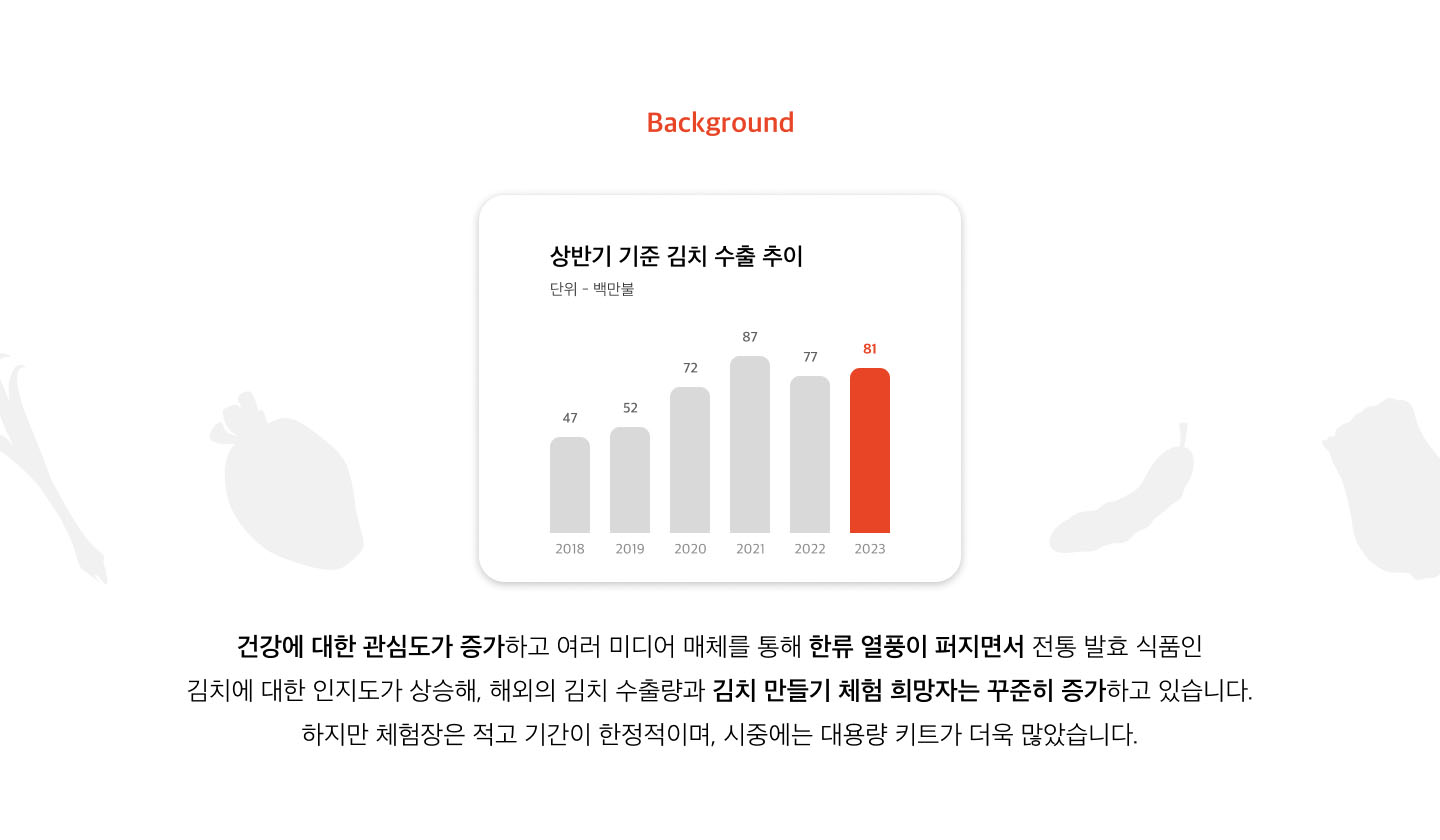 Background
상반기 기준 김치 수출 추이
단위 - 백만불
47
52
72
87
77
81
2018
2019
2020
2021
2022
2023
건강에 대한 관심도가 증가하고 여러 미디어 매체를 통해 한류 열풍이 퍼지면서 전통 발효 식품인
김치에 대한 인지도가 상승해, 해외의 김치 수출량과 김치 만들기 체험 희망자는 꾸준히 증가하고 있습니다.
하지만 체험장은 적고 기간이 한정적이며, 시중에는 대용량 키트가 더욱 많았습니다.